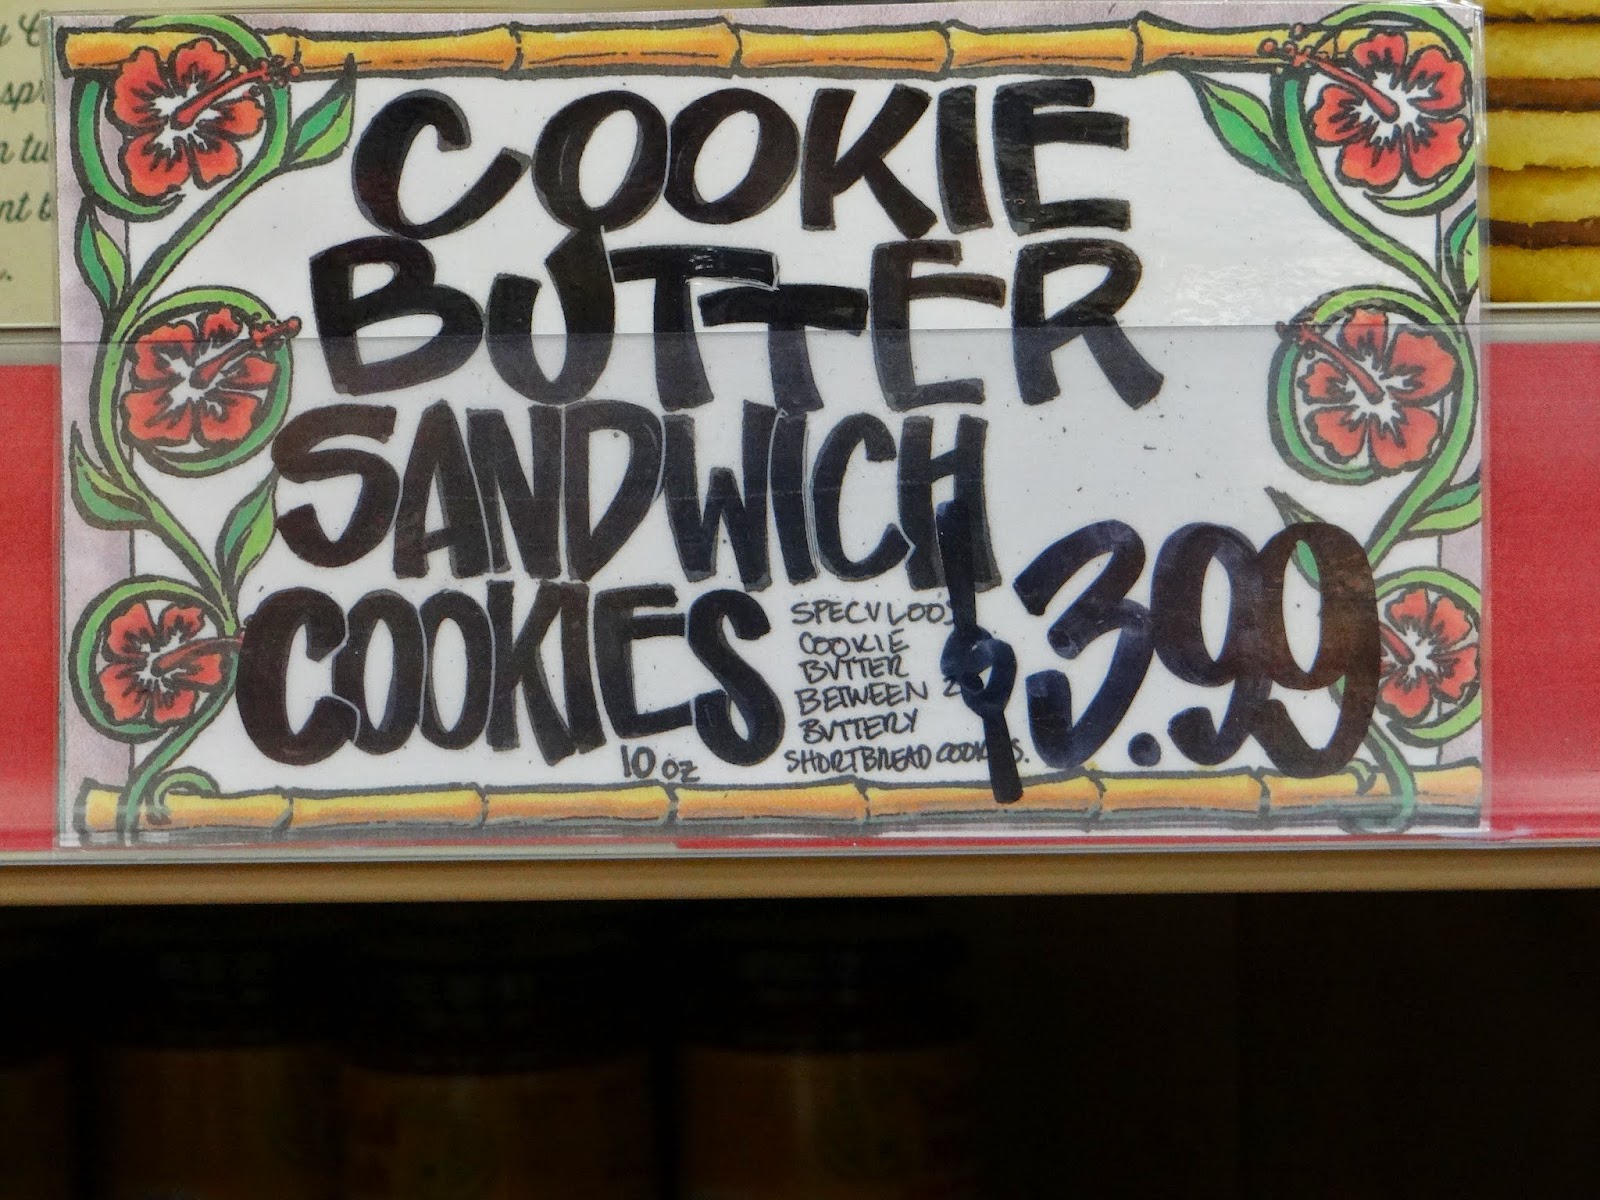 COOKIE
BUTTER
SANDWICH
COOKIES
10 oz
SPECULOOS
COOKIE
BUTTER
BETWEEN 2
BUTTERY
SHORTBREAD COOKIES.
$3.99